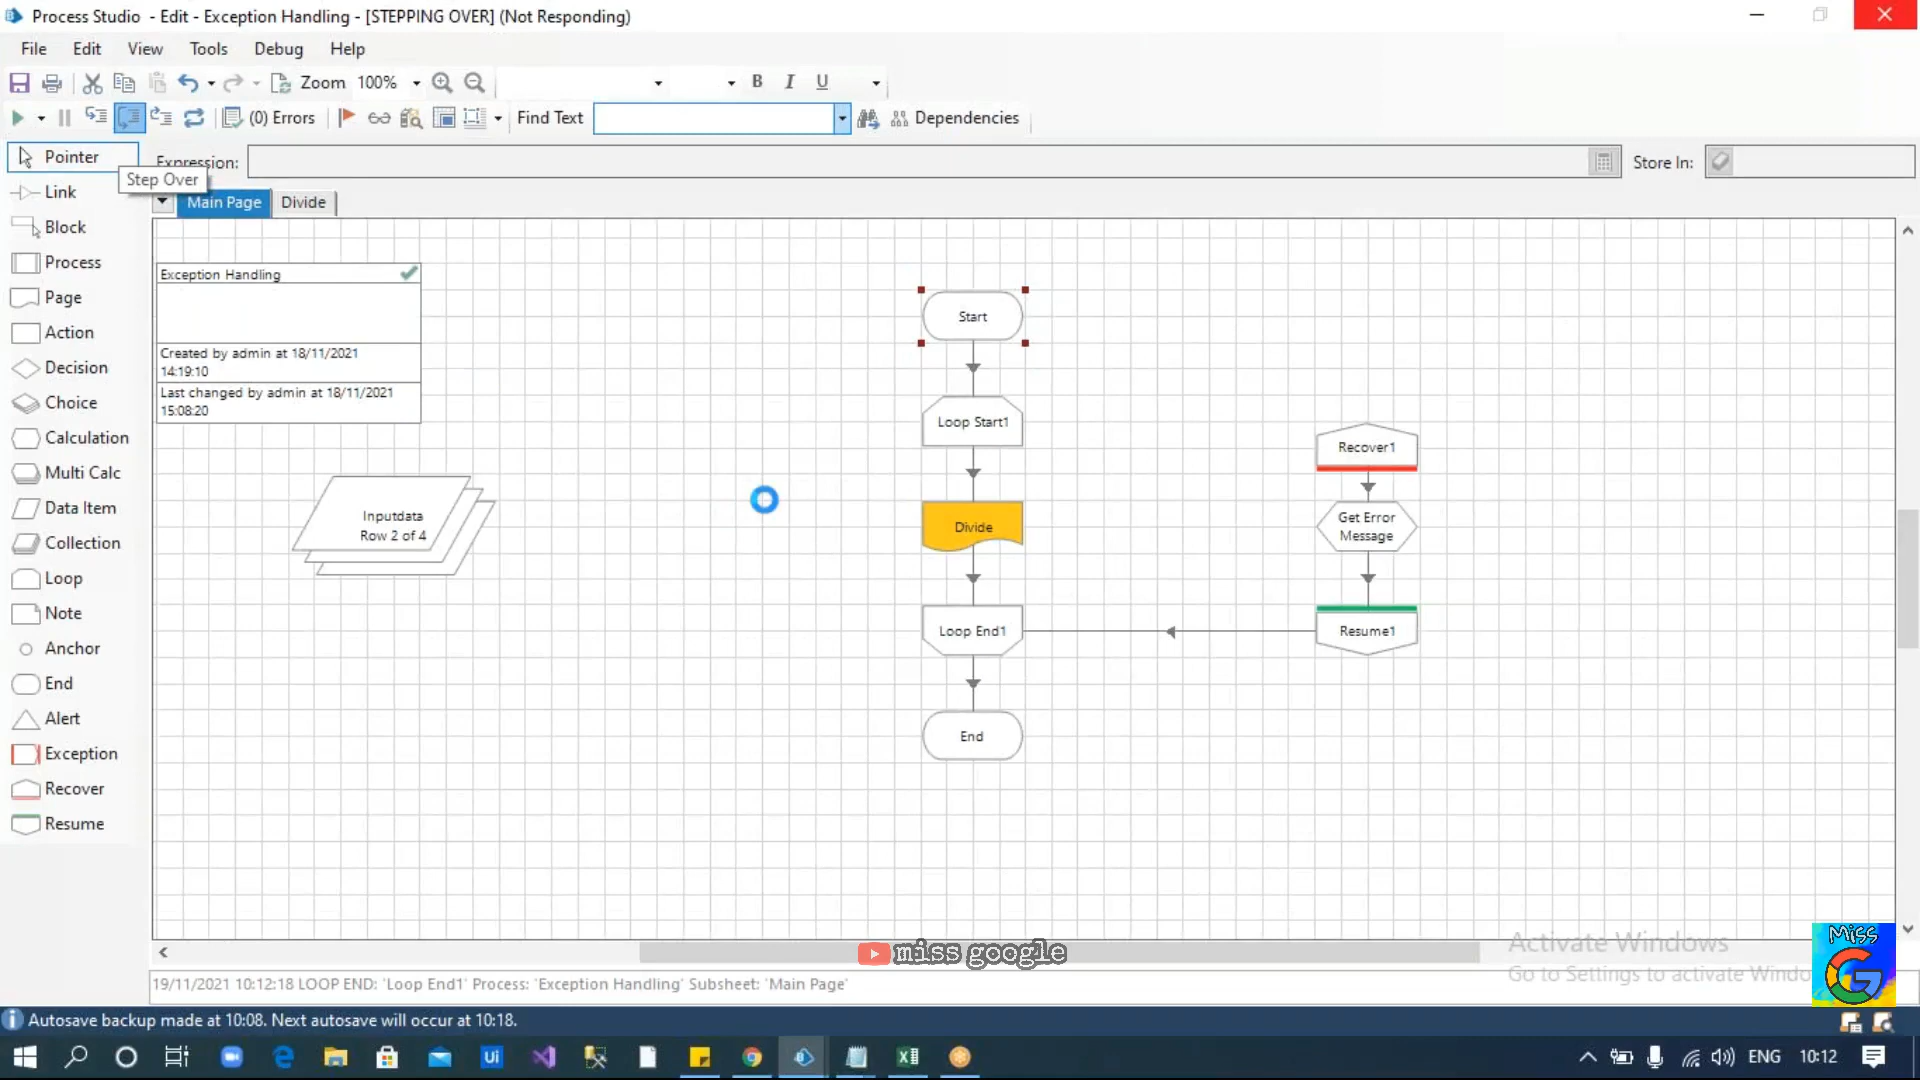 Process Studio - Edit - Exception Handling - [STEPPING OVER] (Not Responding)
File Edit View Tools Debug Help
Zoom 100% B I U
(0) Errors Find Text Dependencies
Pointer Expression: Store In:
Step Over
Link Main Page Divide
Block
Process
Page
Action
Decision
Choice
Calculation
Multi Calc
Data Item
Collection
Loop
Note
Anchor
End
Alert
Exception
Recover
Resume
Exception Handling
Created by admin at 18/11/2021
14:19:10
Last changed by admin at 18/11/2021
15:08:20
Inputdata
Row 2 of 4
Start
Loop Start1
Divide
Loop End1
End
Recover1
Get Error
Message
Resume1
miss google
Activate Windows
Go to Settings to activate Windo
Miss
G
19/11/2021 10:12:18 LOOP END: 'Loop End1' Process: 'Exception Handling' Subsheet: 'Main Page'
Autosave backup made at 10:08. Next autosave will occur at 10:18.
Ui ENG 10:12